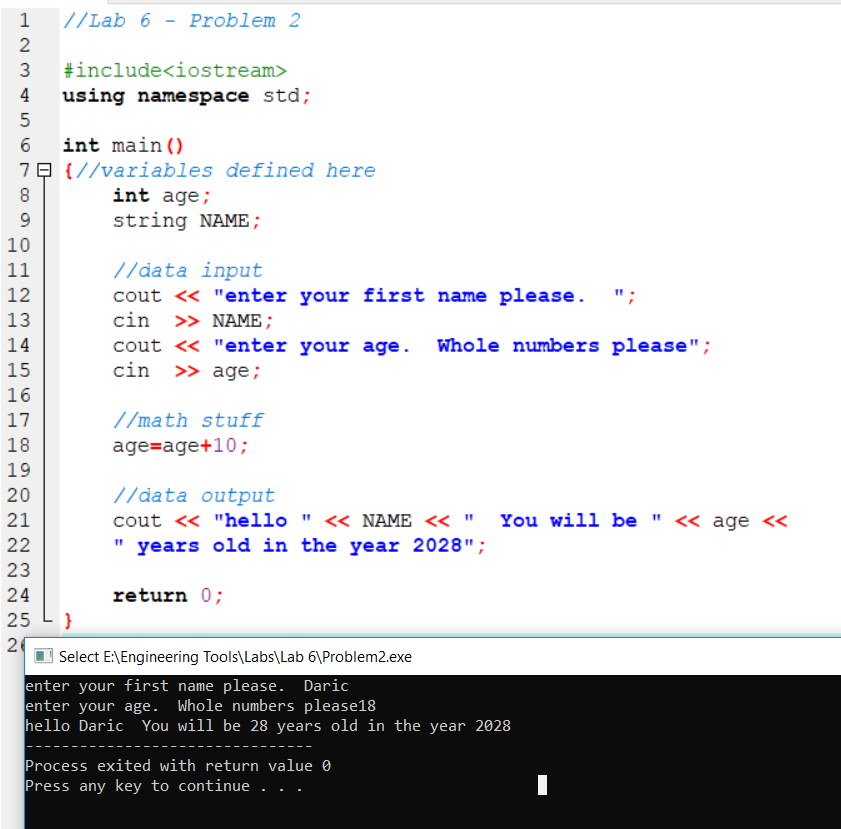 1 //Lab 6 - Problem 2
2
3 #include<iostream>
4 using namespace std;
5
6 int main()
7 {//variables defined here
8 int age;
9 string NAME;
10
11 //data input
12 cout << "enter your first name please.  ";
13 cin  >> NAME;
14 cout << "enter your age.  Whole numbers please";
15 cin  >> age;
16
17 //math stuff
18 age=age+10;
19
20 //data output
21 cout << "hello " << NAME << "  You will be " << age <<
22 " years old in the year 2028";
23
24 return 0;
25 }
Select E:\Engineering Tools\Labs\Lab 6\Problem2.exe
enter your first name please.  Daric
enter your age.  Whole numbers please18
hello Daric  You will be 28 years old in the year 2028
--------------------------------
Process exited with return value 0
Press any key to continue . . .